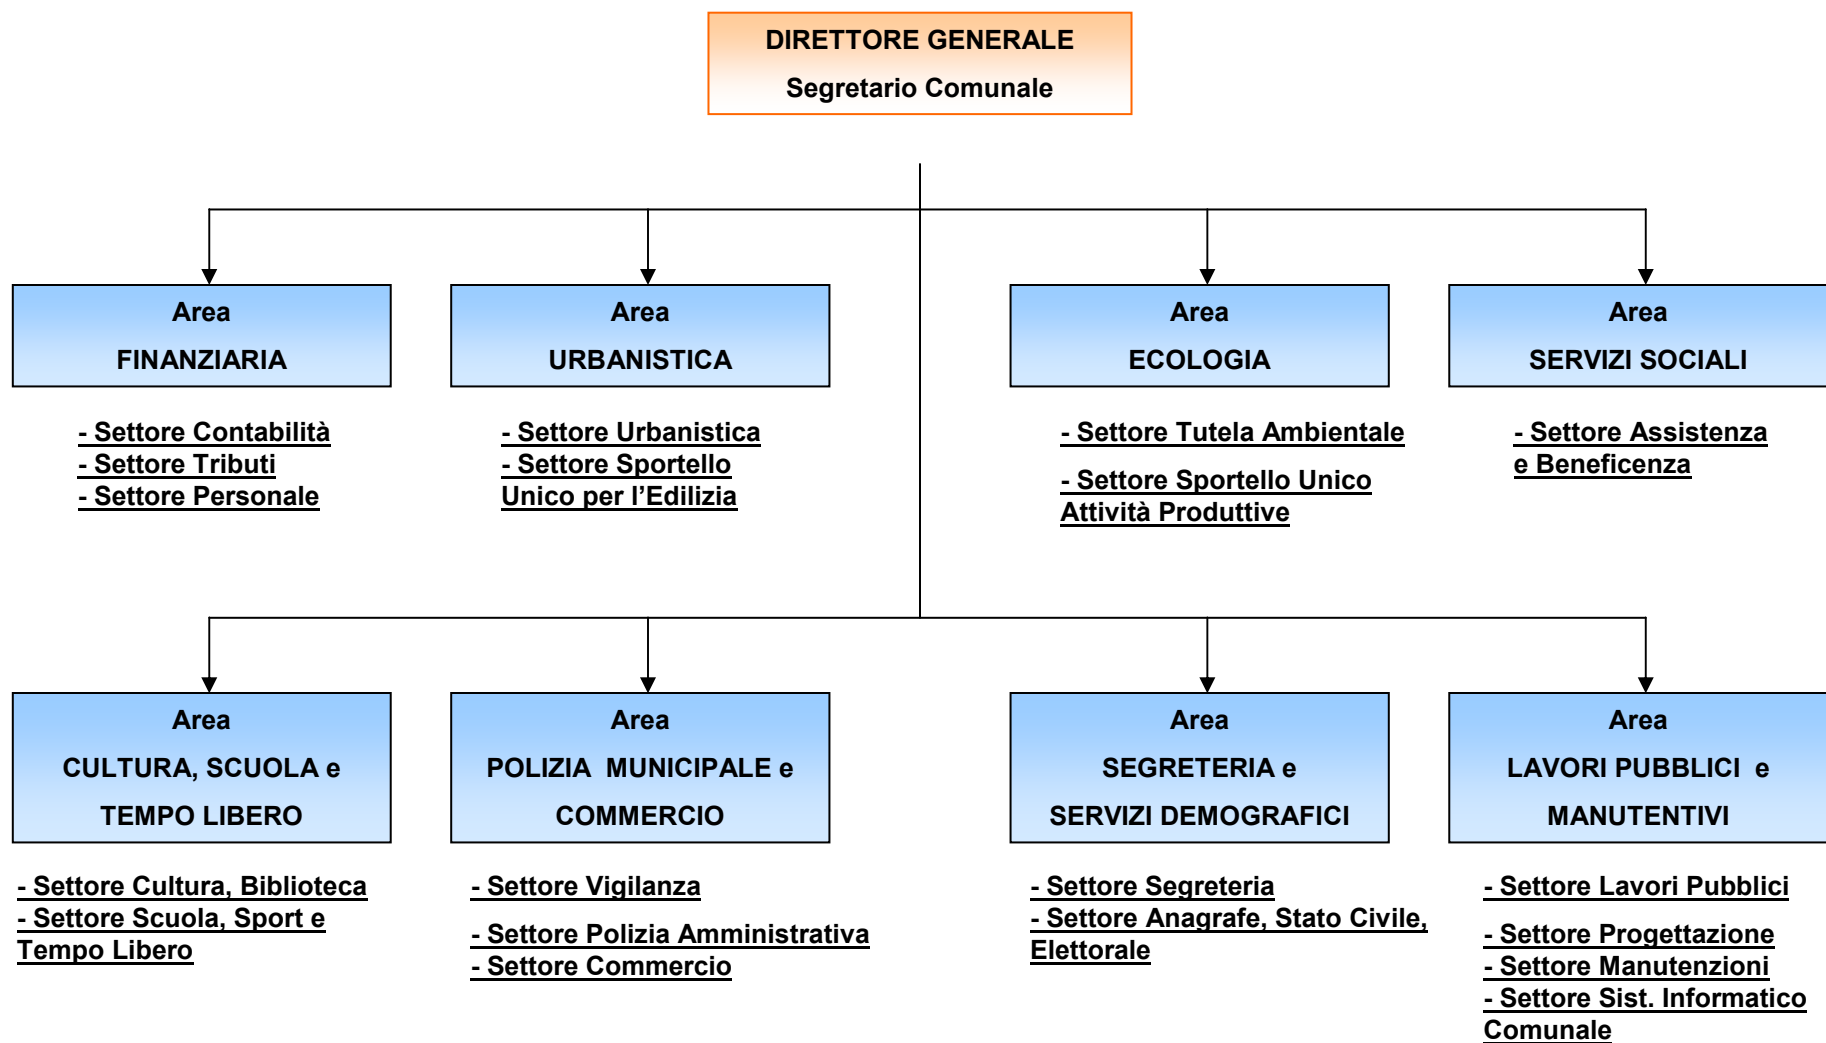 DIRETTORE GENERALE
Segretario Comunale
Area
FINANZIARIA
- Settore Contabilità
- Settore Tributi
- Settore Personale
Area
URBANISTICA
- Settore Urbanistica
- Settore Sportello
Unico per l’Edilizia
Area
ECOLOGIA
- Settore Tutela Ambientale
- Settore Sportello Unico
Attività Produttive
Area
SERVIZI SOCIALI
- Settore Assistenza
e Beneficenza
Area
CULTURA, SCUOLA e
TEMPO LIBERO
- Settore Cultura, Biblioteca
- Settore Scuola, Sport e
Tempo Libero
Area
POLIZIA  MUNICIPALE e
COMMERCIO
- Settore Vigilanza
- Settore Polizia Amministrativa
- Settore Commercio
Area
SEGRETERIA e
SERVIZI DEMOGRAFICI
- Settore Segreteria
- Settore Anagrafe, Stato Civile,
Elettorale
Area
LAVORI PUBBLICI  e
MANUTENTIVI
- Settore Lavori Pubblici
- Settore Progettazione
- Settore Manutenzioni
- Settore Sist. Informatico
Comunale